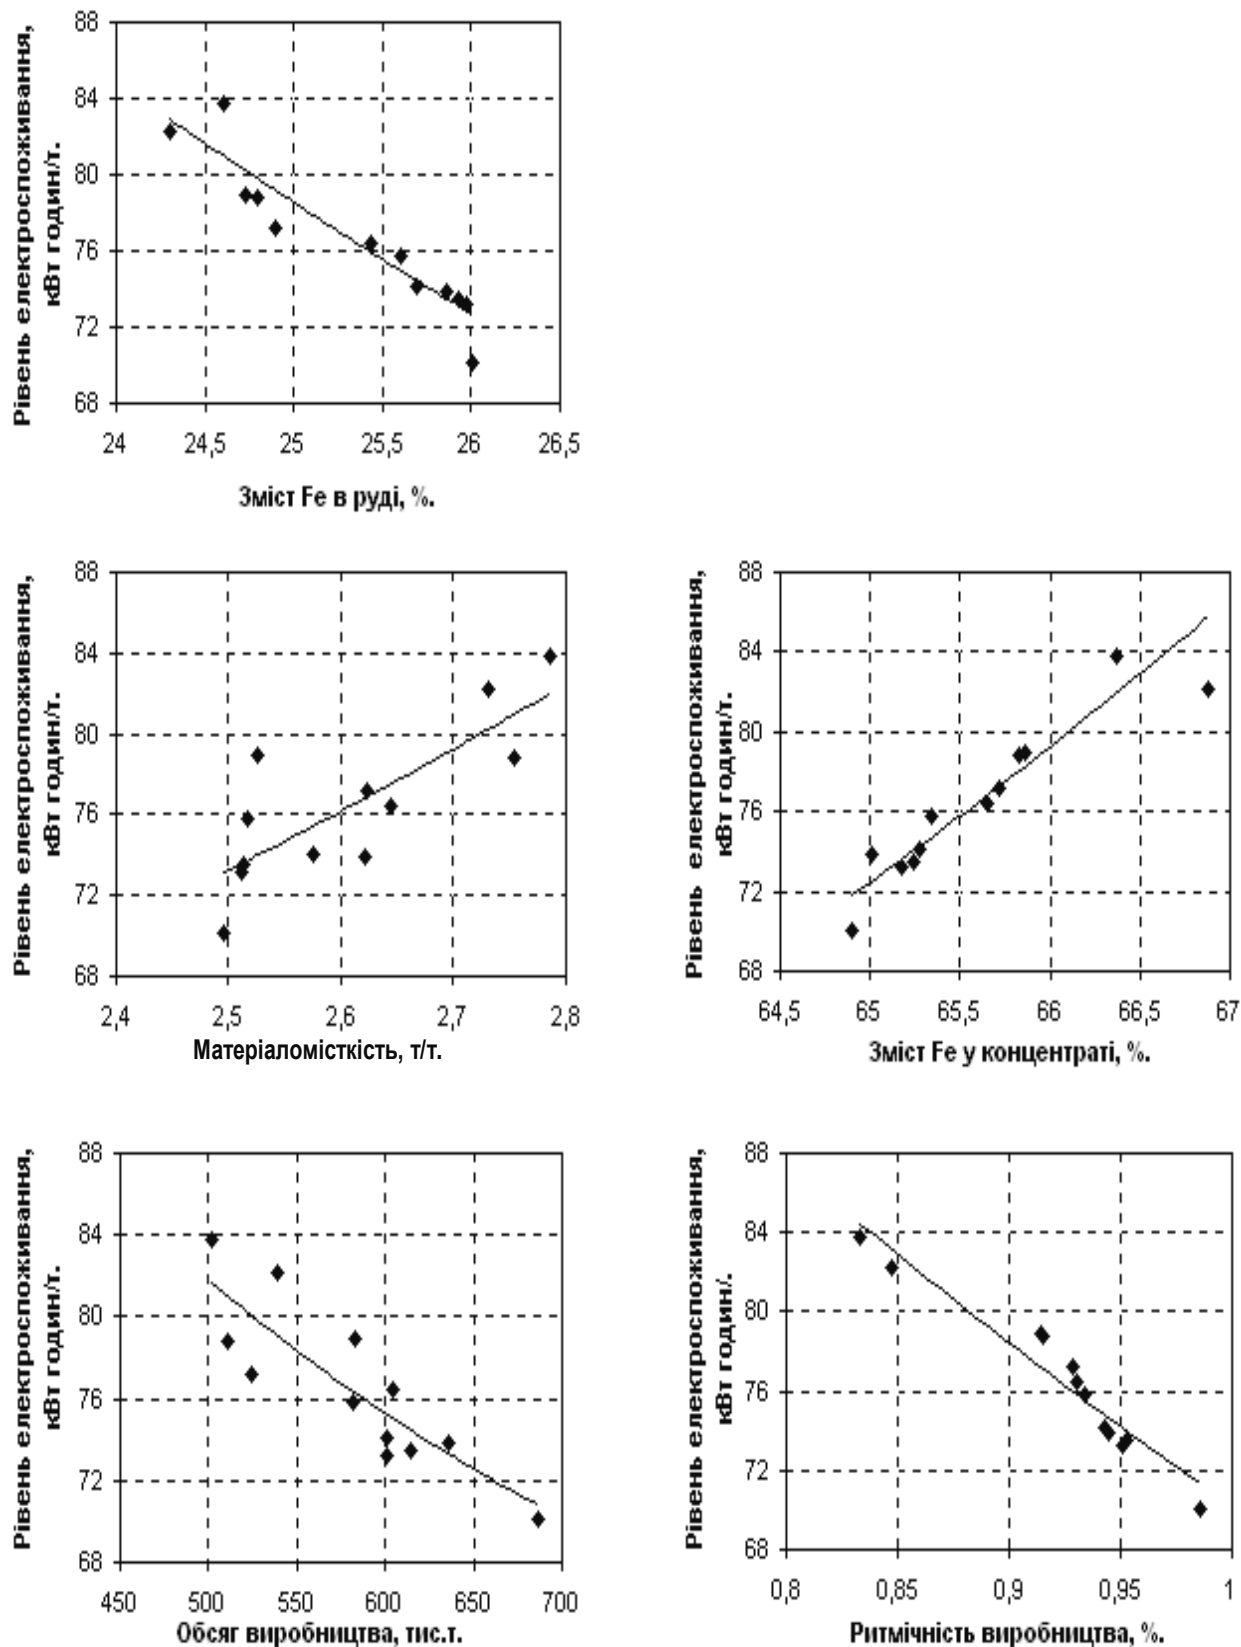 Рівень електроспоживання,
кВт годин/т.
88
84
80
76
72
68
24 24,5 25 25,5 26 26,5
Зміст Fe в руді, %.
Рівень електроспоживання,
кВт годин/т.
88
84
80
76
72
68
2,4 2,5 2,6 2,7 2,8
Матеріаломісткість, т/т.
Рівень електроспоживання,
кВт годин/т.
88
84
80
76
72
68
64,5 65 65,5 66 66,5 67
Зміст Fe у концентраті, %.
Рівень електроспоживання,
кВт годин/т.
88
84
80
76
72
68
450 500 550 600 650 700
Обсяг виробництва, тис.т.
Рівень електроспоживання,
кВт годин/.
88
84
80
76
72
68
0,8 0,85 0,9 0,95 1
Ритмічність виробництва, %.